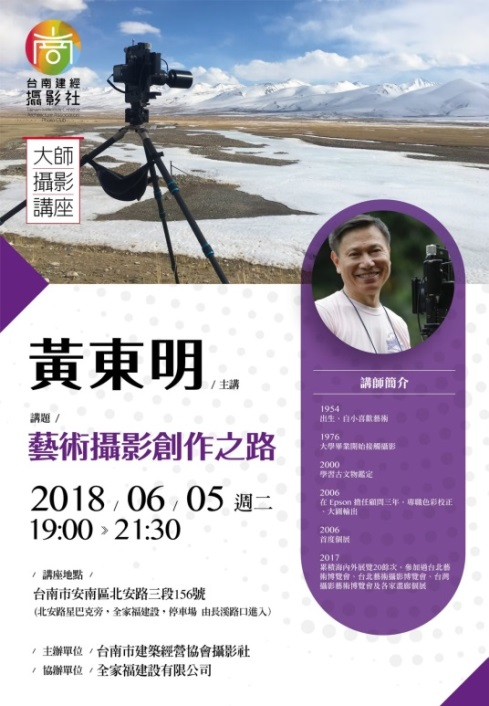 台南建經
攝影社
大師
攝影
講座
黃東明 / 主講
講題 /
藝術攝影創作之路
2018 / 06 / 05 週二
19:00 » 21:30
/ 講座地點 /
台南市安南區北安路三段156號
(北安路星巴克旁，全家福建設，停車場 由長溪路口進入)
/ 主辦單位 / 台南市建築經營協會攝影社
/ 協辦單位 / 全家福建設有限公司
講師簡介
1954
出生、自小喜歡藝術
1976
大學畢業開始接觸攝影
2000
學習古文物鑑定
2006
在 Epson 擔任顧問三年、專職色彩校正
、大圖輸出
2006
首度個展
2017
累積海內外展覽20餘次，參加過台北藝
術博覽會、台北藝術攝影博覽會、台灣
攝影藝術博覽會及各家畫廊個展